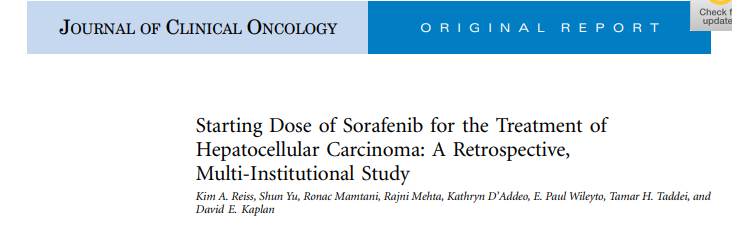 JOURNAL OF CLINICAL ONCOLOGY
ORIGINAL REPORT
Check f
update
Starting Dose of Sorafenib for the Treatment of
Hepatocellular Carcinoma: A Retrospective,
Multi-Institutional Study
Kim A. Reiss, Shun Yu, Ronac Mamtani, Rajni Mehta, Kathryn D'Addeo, E. Paul Wileyto, Tamar H. Taddei, and
David E. Kaplan